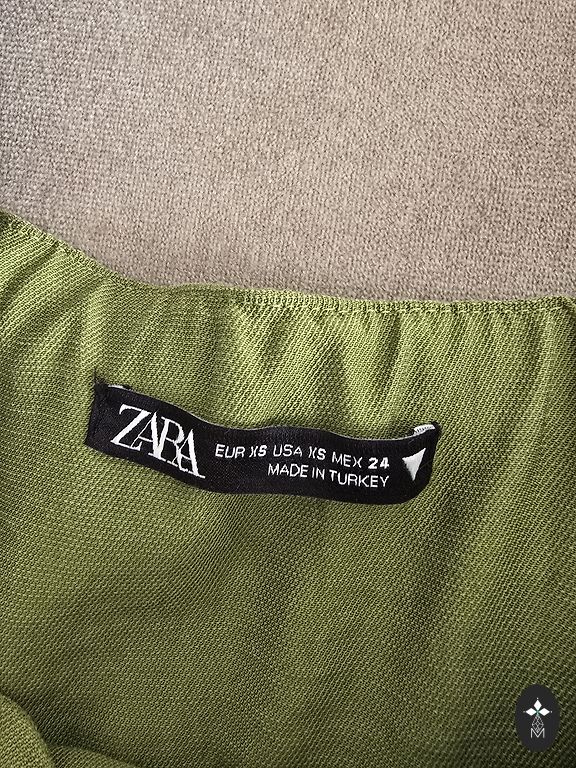 ZARA
EUR XS USA XS MEX 24
MADE IN TURKEY
M